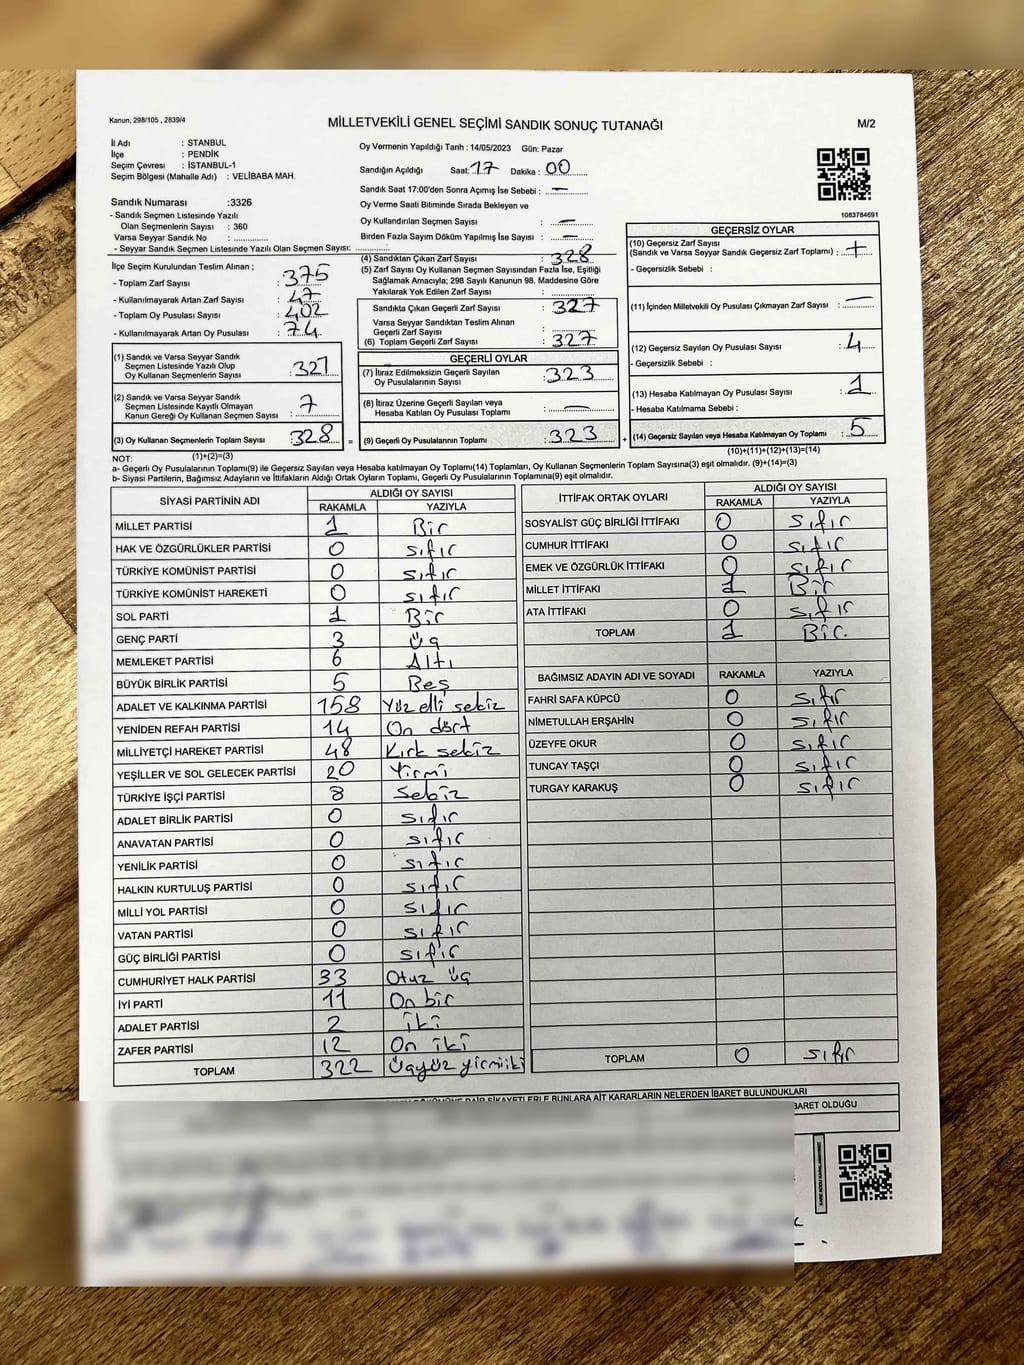 Kanun, 298/105 , 2839/4
MİLLETVEKİLİ GENEL SEÇİMİ SANDIK SONUÇ TUTANAĞI
M/2
İl Adı : STANBUL
İlçe : PENDİK
Seçim Çevresi : İSTANBUL-1
Seçim Bölgesi (Mahalle Adı) : VELİBABA MAH.
Sandık Numarası :3326
- Sandık Seçmen Listesinde Yazılı
Olan Seçmenlerin Sayısı : 360
Varsa Seyyar Sandık No : ..............
- Seyyar Sandık Seçmen Listesinde Yazılı Olan Seçmen Sayısı: ..............
Oy Vermenin Yapıldığı Tarih : 14/05/2023 Gün: Pazar
Sandığın Açıldığı Saat: 17 Dakika : 00
Sandık Saat 17:00'den Sonra Açımış İse Sebebi : —
Oy Verme Saati Bitiminde Sırada Bekleyen ve
Oy Kullandırılan Seçmen Sayısı : —
Birden Fazla Sayım Döküm Yapılmış İse Sayısı : —
1083784691
İlçe Seçim Kurulundan Teslim Alınan ;
- Toplam Zarf Sayısı : 375
- Kullanılmayarak Artan Zarf Sayısı : 47
- Toplam Oy Pusulası Sayısı : 402
- Kullanılmayarak Artan Oy Pusulası : 74
(1) Sandık ve Varsa Seyyar Sandık
Seçmen Listesinde Yazılı Olup
Oy Kullanan Seçmenlerin Sayısı : 327
(2) Sandık ve Varsa Seyyar Sandık
Seçmen Listesinde Kayıtlı Olmayan
Kanun Gereği Oy Kullanan Seçmen Sayısı :
(3) Oy Kullanan Seçmenlerin Toplam Sayısı : 328 =
(4) Sandıktan Çıkan Zarf Sayısı : 328
(5) Zarf Sayısı Oy Kullanan Seçmen Sayısından Fazla İse, Eşitliği
Sağlamak Amacıyla; 298 Sayılı Kanunun 98. Maddesine Göre
Yakılarak Yok Edilen Zarf Sayısı :
Sandıkta Çıkan Geçerli Zarf Sayısı : 327
Varsa Seyyar Sandıktan Teslim Alınan
Geçerli Zarf Sayısı :
(6) Toplam Geçerli Zarf Sayısı : 327
GEÇERLİ OYLAR
(7) İtiraz Edilmeksizin Geçerli Sayılan
Oy Pusulalarının Sayısı : 323
(8) İtiraz Üzerine Geçerli Sayılan veya
Hesaba Katılan Oy Pusulası Toplamı : —
(9) Geçerli Oy Pusulalarının Toplamı : 323 +
GEÇERSİZ OYLAR
(10) Geçersiz Zarf Sayısı
(Sandık ve Varsa Seyyar Sandık Geçersiz Zarf Toplamı) :
- Geçersizlik Sebebi :
(11) İçinden Milletvekili Oy Pusulası Çıkmayan Zarf Sayısı : —
(12) Geçersiz Sayılan Oy Pusulası Sayısı : 4
- Geçersizlik Sebebi :
(13) Hesaba Katılmayan Oy Pusulası Sayısı : 1
- Hesaba Katılmama Sebebi :
(14) Geçersiz Sayılan veya Hesaba Katılmayan Oy Toplamı : 5
NOT: (1)+(2)=(3)
(10)+(11)+(12)+(13)=(14)
a- Geçerli Oy Pusulalarının Toplamı(9) ile Geçersiz Sayılan veya Hesaba katılmayan Oy Toplamı(14) Toplamları, Oy Kullanan Seçmenlerin Toplam Sayısına(3) eşit olmalıdır. (9)+(14)=(3)
b- Siyasi Partilerin, Bağımsız Adayların ve İttifakların Aldığı Ortak Oyların Toplamı, Geçerli Oy Pusulalarının Toplamına(9) eşit olmalıdır.
SİYASİ PARTİNİN ADI ALDIĞI OY SAYISI
RAKAMLA YAZIYLA
MİLLET PARTİSİ 1 Bir
HAK VE ÖZGÜRLÜKLER PARTİSİ 0 sıfır
TÜRKİYE KOMÜNİST PARTİSİ 0 sıfır
TÜRKİYE KOMÜNİST HAREKETİ 0 sıfır
SOL PARTİ 1 Bir
GENÇ PARTİ 3 Üç
MEMLEKET PARTİSİ 6 Altı
BÜYÜK BİRLİK PARTİSİ 5 Beş
ADALET VE KALKINMA PARTİSİ 158 Yüz elli sekiz
YENİDEN REFAH PARTİSİ 14 On dört
MİLLİYETÇİ HAREKET PARTİSİ 48 Kırk sekiz
YEŞİLLER VE SOL GELECEK PARTİSİ 20 Yirmi
TÜRKİYE İŞÇİ PARTİSİ 8 Sekiz
ADALET BİRLİK PARTİSİ 0 sıfır
ANAVATAN PARTİSİ 0 sıfır
YENİLİK PARTİSİ 0 sıfır
HALKIN KURTULUŞ PARTİSİ 0 sıfır
MİLLİ YOL PARTİSİ 0 sıfır
VATAN PARTİSİ 0 sıfır
GÜÇ BİRLİĞİ PARTİSİ 0 sıfır
CUMHURİYET HALK PARTİSİ 33 Otuz üç
İYİ PARTİ 11 On bir
ADALET PARTİSİ 2 İki
ZAFER PARTİSİ 12 On iki
TOPLAM 322 Üçyüz yirmiiki
İTTİFAK ORTAK OYLARI ALDIĞI OY SAYISI
RAKAMLA YAZIYLA
SOSYALİST GÜÇ BİRLİĞİ İTTİFAKI 0 sıfır
CUMHUR İTTİFAKI 0 sıfır
EMEK VE ÖZGÜRLÜK İTTİFAKI 0 sıfır
MİLLET İTTİFAKI 1 Bir
ATA İTTİFAKI 0 sıfır
TOPLAM 1 Bir.
BAĞIMSIZ ADAYIN ADI VE SOYADI RAKAMLA YAZIYLA
FAHRİ SAFA KÜPCÜ 0 sıfır
NİMETULLAH ERŞAHİN 0 sıfır
ÜZEYFE OKUR 0 sıfır
TUNCAY TAŞÇI 0 sıfır
TURGAY KARAKUŞ 0 sıfır
TOPLAM 0 sıfır
ŞİKAYETLERLE BUNLARA AİT KARARLARIN NELERDEN İBARET BULUNDUKLARI
BARET OLDUĞU